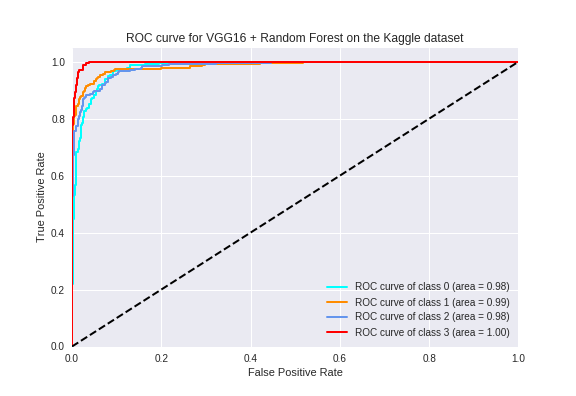 ROC curve for VGG16 + Random Forest on the Kaggle dataset
1.0
0.8
0.6
0.4
0.2
0.0
True Positive Rate
ROC curve of class 0 (area = 0.98)
ROC curve of class 1 (area = 0.99)
ROC curve of class 2 (area = 0.98)
ROC curve of class 3 (area = 1.00)
0.0 0.2 0.4 0.6 0.8 1.0
False Positive Rate